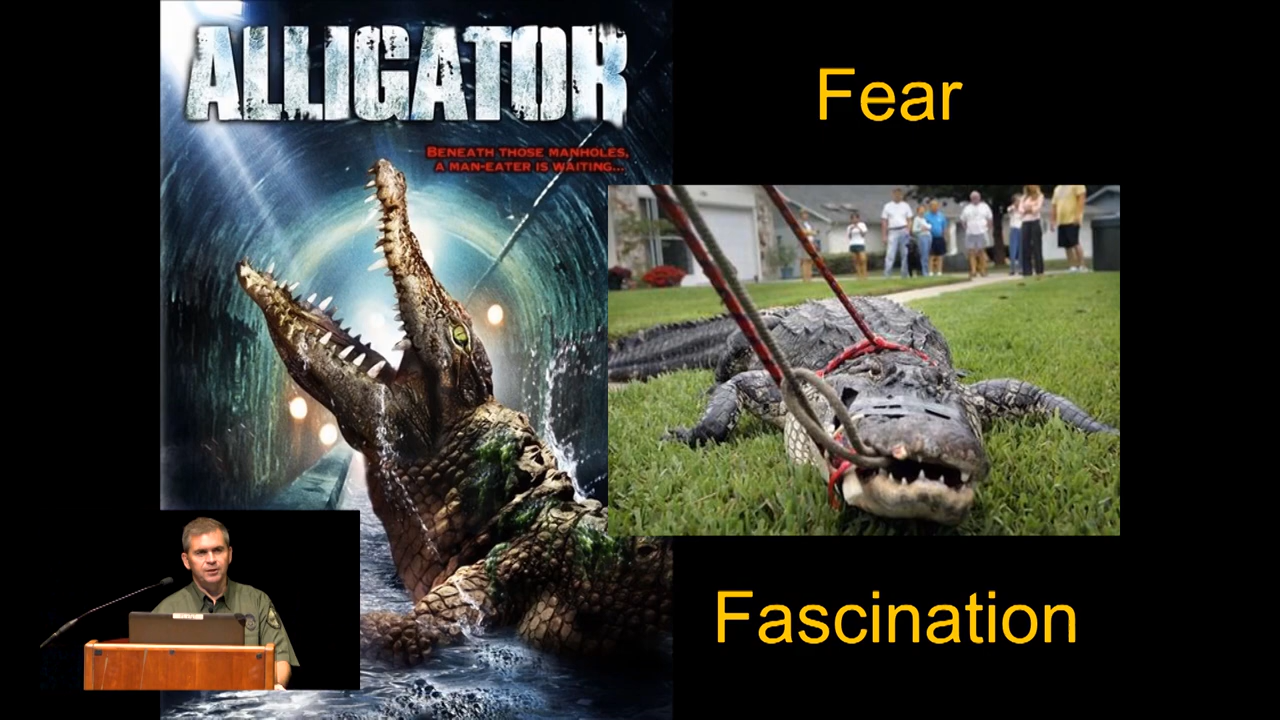 ALLIGATOR
BENEATH THOSE MANHOLES,
A MAN-EATER IS WAITING...
Fear
Fascination